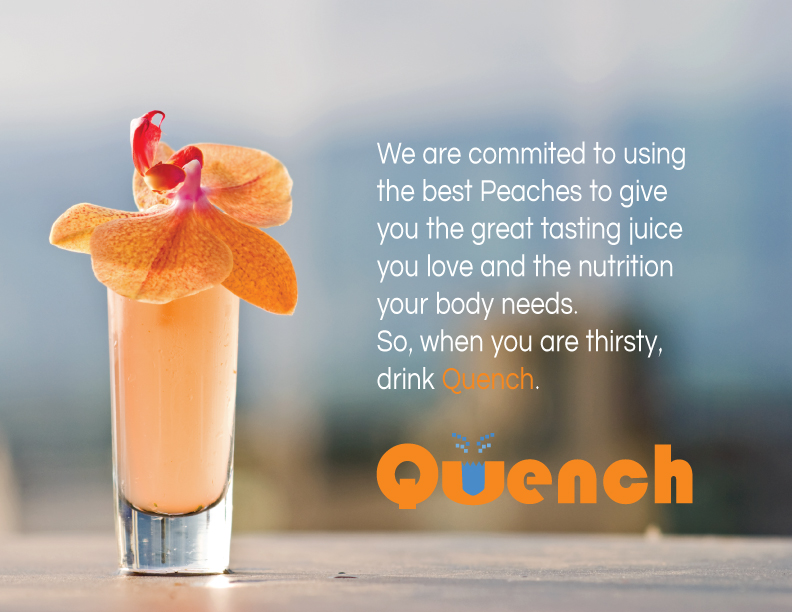 We are commited to using
the best Peaches to give
you the great tasting juice
you love and the nutrition
your body needs.
So, when you are thirsty,
drink Quench.
Quench